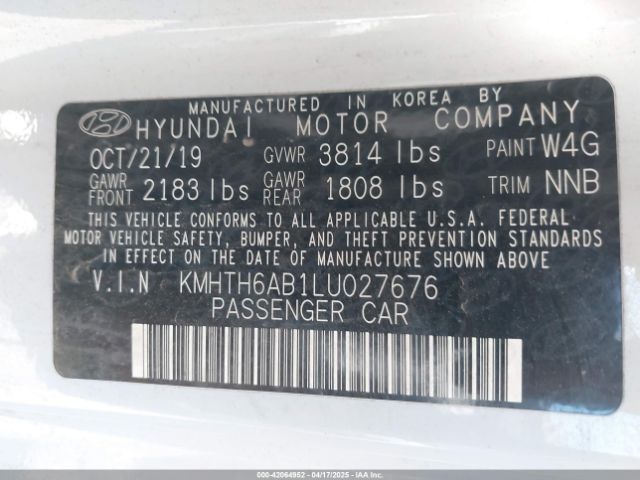 MANUFACTURED IN KOREA BY
HYUNDAI MOTOR COMPANY
OCT/21/19 GVWR 3814 lbs PAINT W4G
GAWR FRONT 2183 lbs GAWR REAR 1808 lbs TRIM NNB
THIS VEHICLE CONFORMS TO ALL APPLICABLE U.S.A. FEDERAL
MOTOR VEHICLE SAFETY, BUMPER, AND THEFT PREVENTION STANDARDS
IN EFFECT ON THE DATE OF MANUFACTURE SHOWN ABOVE.
V.I.N KMHTH6AB1LU027676
PASSENGER CAR
000-42064952 04/17/2025 IAAI.COM